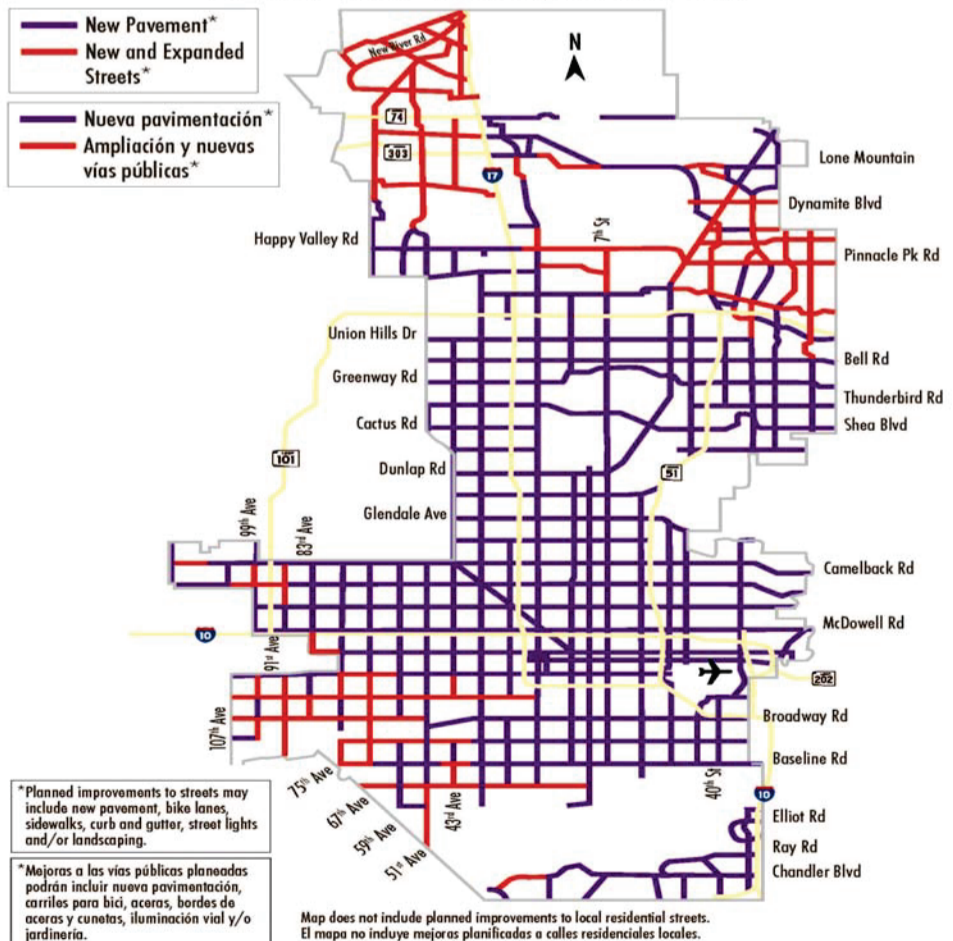 New Pavement*
New and Expanded
Streets*
Nueva pavimentación*
Ampliación y nuevas
vías públicas*
New River Rd
N
74
303
17
Lone Mountain
Dynamite Blvd
7th St
Happy Valley Rd
Pinnacle Pk Rd
Union Hills Dr
Bell Rd
Greenway Rd
Thunderbird Rd
Cactus Rd
Shea Blvd
101
Dunlap Rd
51
99th Ave
83rd Ave
Glendale Ave
Camelback Rd
10
McDowell Rd
91st Ave
202
107th Ave
Broadway Rd
Baseline Rd
75th Ave
67th Ave
59th Ave
51st Ave
43rd Ave
40th St
10
Elliot Rd
Ray Rd
Chandler Blvd
*Planned improvements to streets may
include new pavement, bike lanes,
sidewalks, curb and gutter, street lights
and/or landscaping.
*Mejoras a las vías públicas planeadas
podrán incluir nueva pavimentación,
carriles para bici, aceras, bordes de
aceras y cunetas, iluminación vial y/o
jardinería.
Map does not include planned improvements to local residential streets.
El mapa no incluye mejoras planificadas a calles residenciales locales.